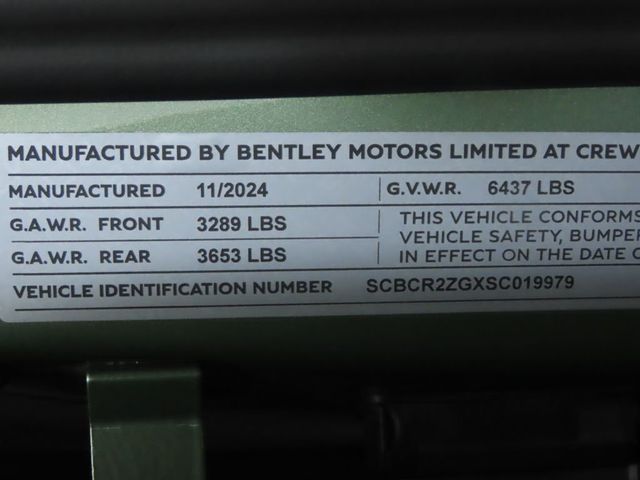 MANUFACTURED BY BENTLEY MOTORS LIMITED AT CREW
MANUFACTURED 11/2024 G.V.W.R. 6437 LBS
G.A.W.R. FRONT 3289 LBS THIS VEHICLE CONFORMS
VEHICLE SAFETY, BUMPER
G.A.W.R. REAR 3653 LBS IN EFFECT ON THE DATE
VEHICLE IDENTIFICATION NUMBER SCBCR2ZGXSC019979